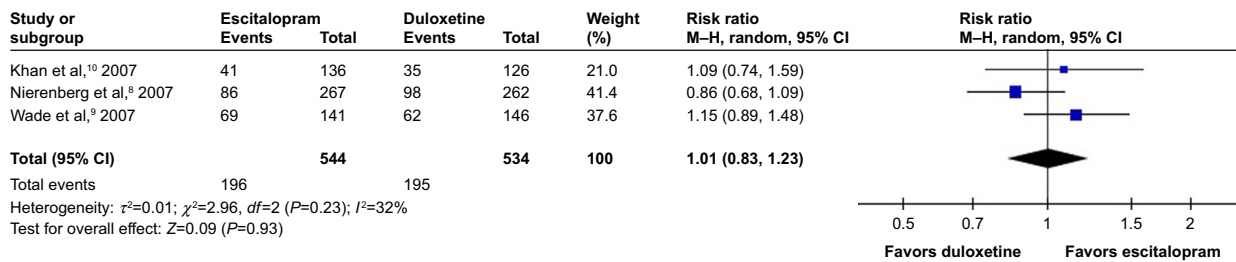 Study or Escitalopram Duloxetine Weight Risk ratio Risk ratio
subgroup Events Total Events Total (%) M–H, random, 95% CI M–H, random, 95% CI
Khan et al,¹⁰ 2007 41 136 35 126 21.0 1.09 (0.74, 1.59)
Nierenberg et al,⁸ 2007 86 267 98 262 41.4 0.86 (0.68, 1.09)
Wade et al,⁹ 2007 69 141 62 146 37.6 1.15 (0.89, 1.48)
Total (95% CI) 544 534 100 1.01 (0.83, 1.23)
Total events 196 195
Heterogeneity: τ²=0.01; χ²=2.96, df=2 (P=0.23); I²=32%
Test for overall effect: Z=0.09 (P=0.93)
0.5 0.7 1 1.5 2
Favors duloxetine Favors escitalopram